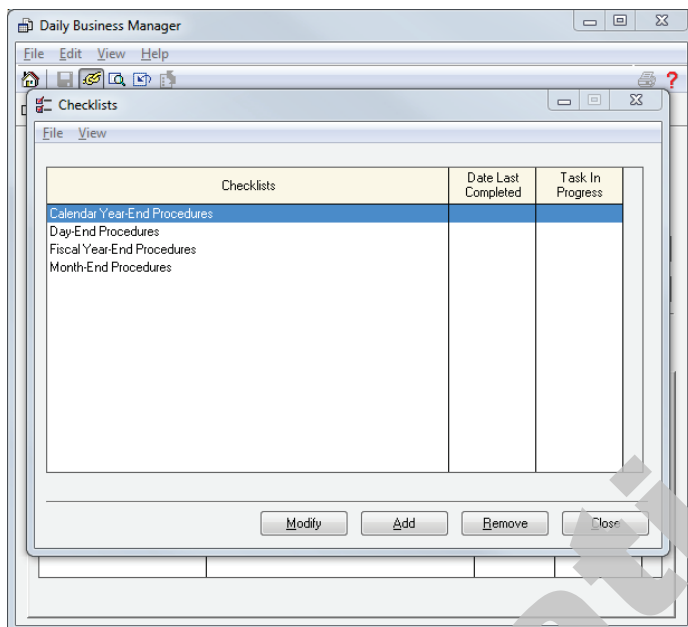 Daily Business Manager
File Edit View Help
Checklists
File View
Checklists
Date Last Completed
Task In Progress
Calendar Year-End Procedures
Day-End Procedures
Fiscal Year-End Procedures
Month-End Procedures
Modify Add Remove Close